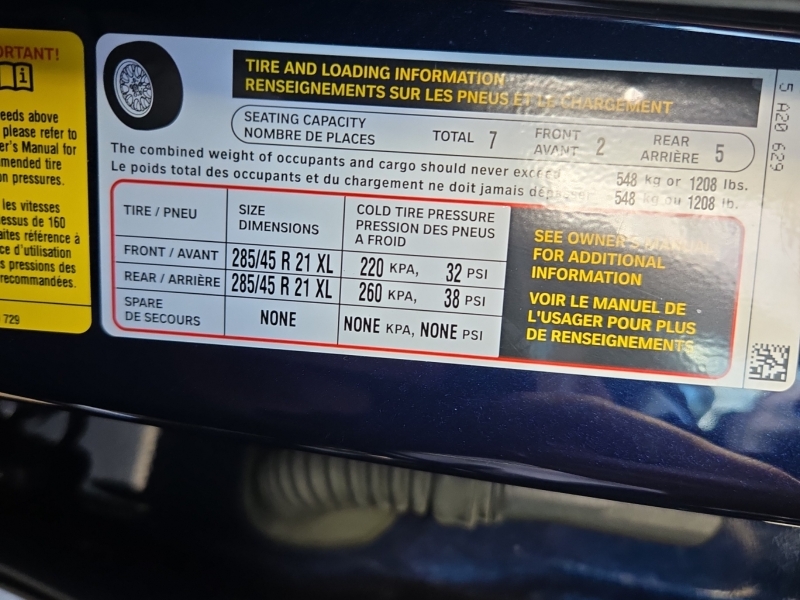 ORTANT!
eeds above
please refer to
er's Manual for
mended tire
n pressures.
les vitesses
essus de 160
aites référence à
ce d'utilisation
s pressions des
recommandées.
729
TIRE AND LOADING INFORMATION
RENSEIGNEMENTS SUR LES PNEUS ET LE CHARGEMENT
SEATING CAPACITY
NOMBRE DE PLACES
TOTAL 7
FRONT
AVANT 2
REAR
ARRIÈRE 5
The combined weight of occupants and cargo should never exceed 548 kg or 1208 lbs.
Le poids total des occupants et du chargement ne doit jamais dépasser 548 kg ou 1208 lb.
TIRE / PNEU
SIZE
DIMENSIONS
COLD TIRE PRESSURE
PRESSION DES PNEUS
A FROID
FRONT / AVANT 285/45 R 21 XL 220 KPA, 32 PSI
REAR / ARRIÈRE 285/45 R 21 XL 260 KPA, 38 PSI
SPARE
DE SECOURS
NONE
NONE KPA, NONE PSI
SEE OWNER'S MANUAL
FOR ADDITIONAL
INFORMATION
VOIR LE MANUEL DE
L'USAGER POUR PLUS
DE RENSEIGNEMENTS
5 A20 629